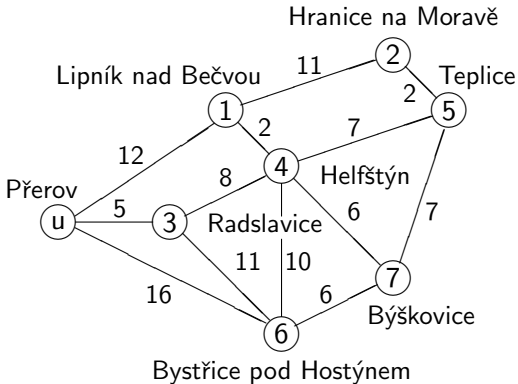 Hranice na Moravě
2
11
Lipník nad Bečvou
2
Teplice
1
5
2
7
12
4
Přerov
8
Helfštýn
u
5
3
Radslavice
6
7
11
10
7
16
6
Býškovice
6
Bystřice pod Hostýnem